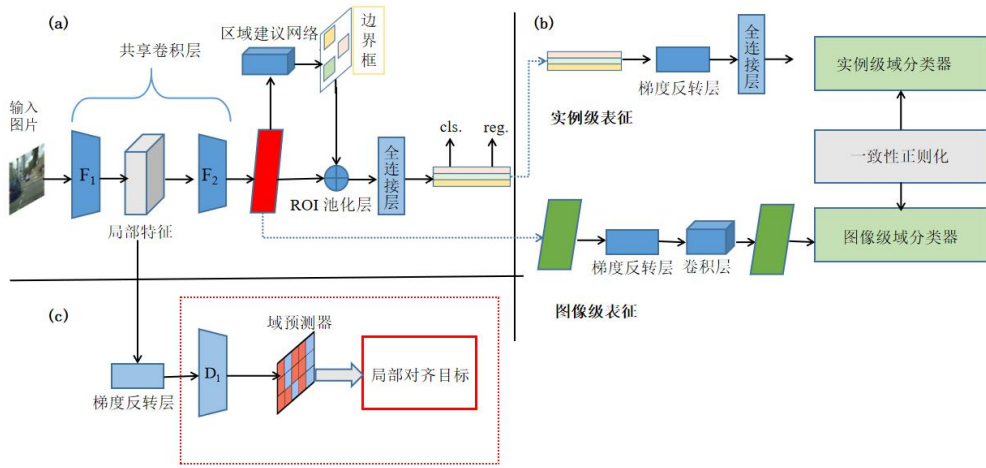 (a)
共享卷积层
区域建议网络
边界框
输入
图片
F1
F2
局部特征
ROI 池化层
全连接层
cls.
reg.
(b)
梯度反转层
全连接层
实例级域分类器
实例级表征
一致性正则化
梯度反转层
卷积层
图像级域分类器
图像级表征
(c)
域预测器
D1
局部对齐目标
梯度反转层